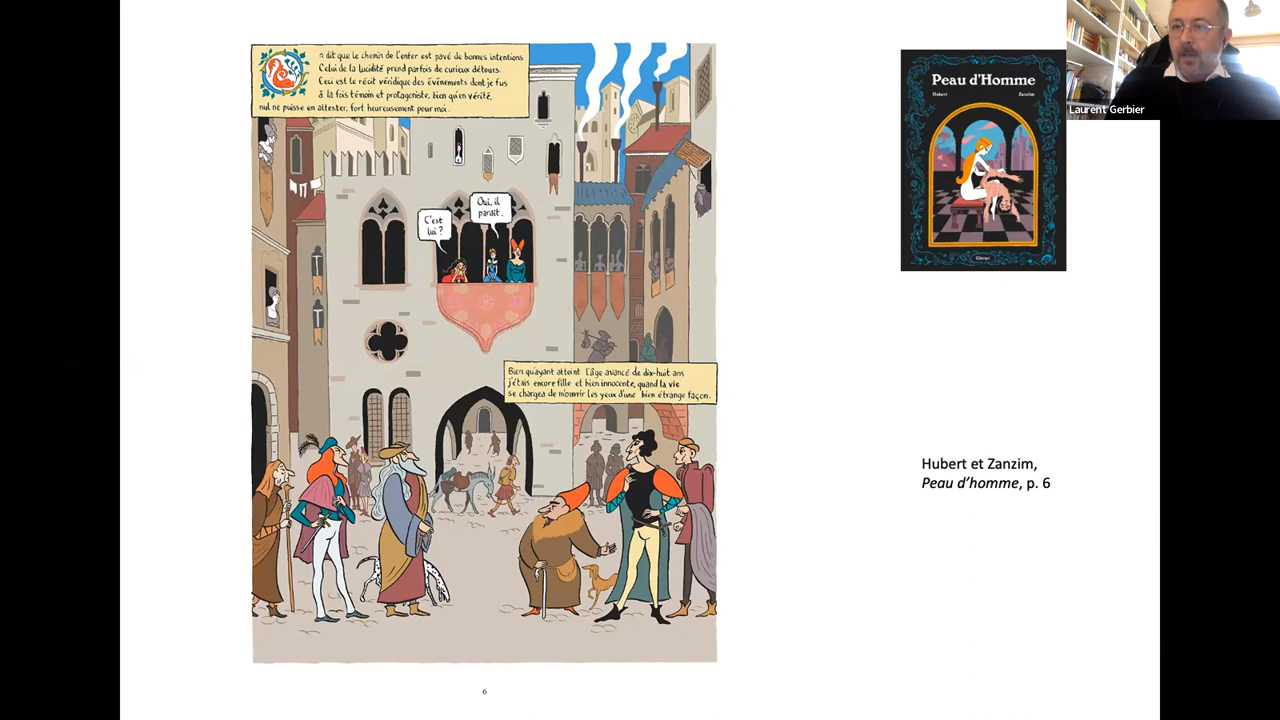 On dit que le chemin de l'enfer est pavé de bonnes intentions.
Celui de la lucidité prend parfois de curieux détours.
Ceci est le récit véridique des événements dont je fus
à la fois témoin et protagoniste, bien qu'en vérité,
nul ne puisse en attester, fort heureusement pour moi.
C'est
lui ?
Oui, il
paraît.
Bien qu'ayant atteint l'âge avancé de dix-huit ans
j'étais encore fille et bien innocente, quand la vie
se chargea de m'ouvrir les yeux d'une bien étrange façon.
6
Peau d'Homme
Hubert Zanzim
Glénat
Laurent Gerbier
Hubert et Zanzim,
Peau d'homme, p. 6